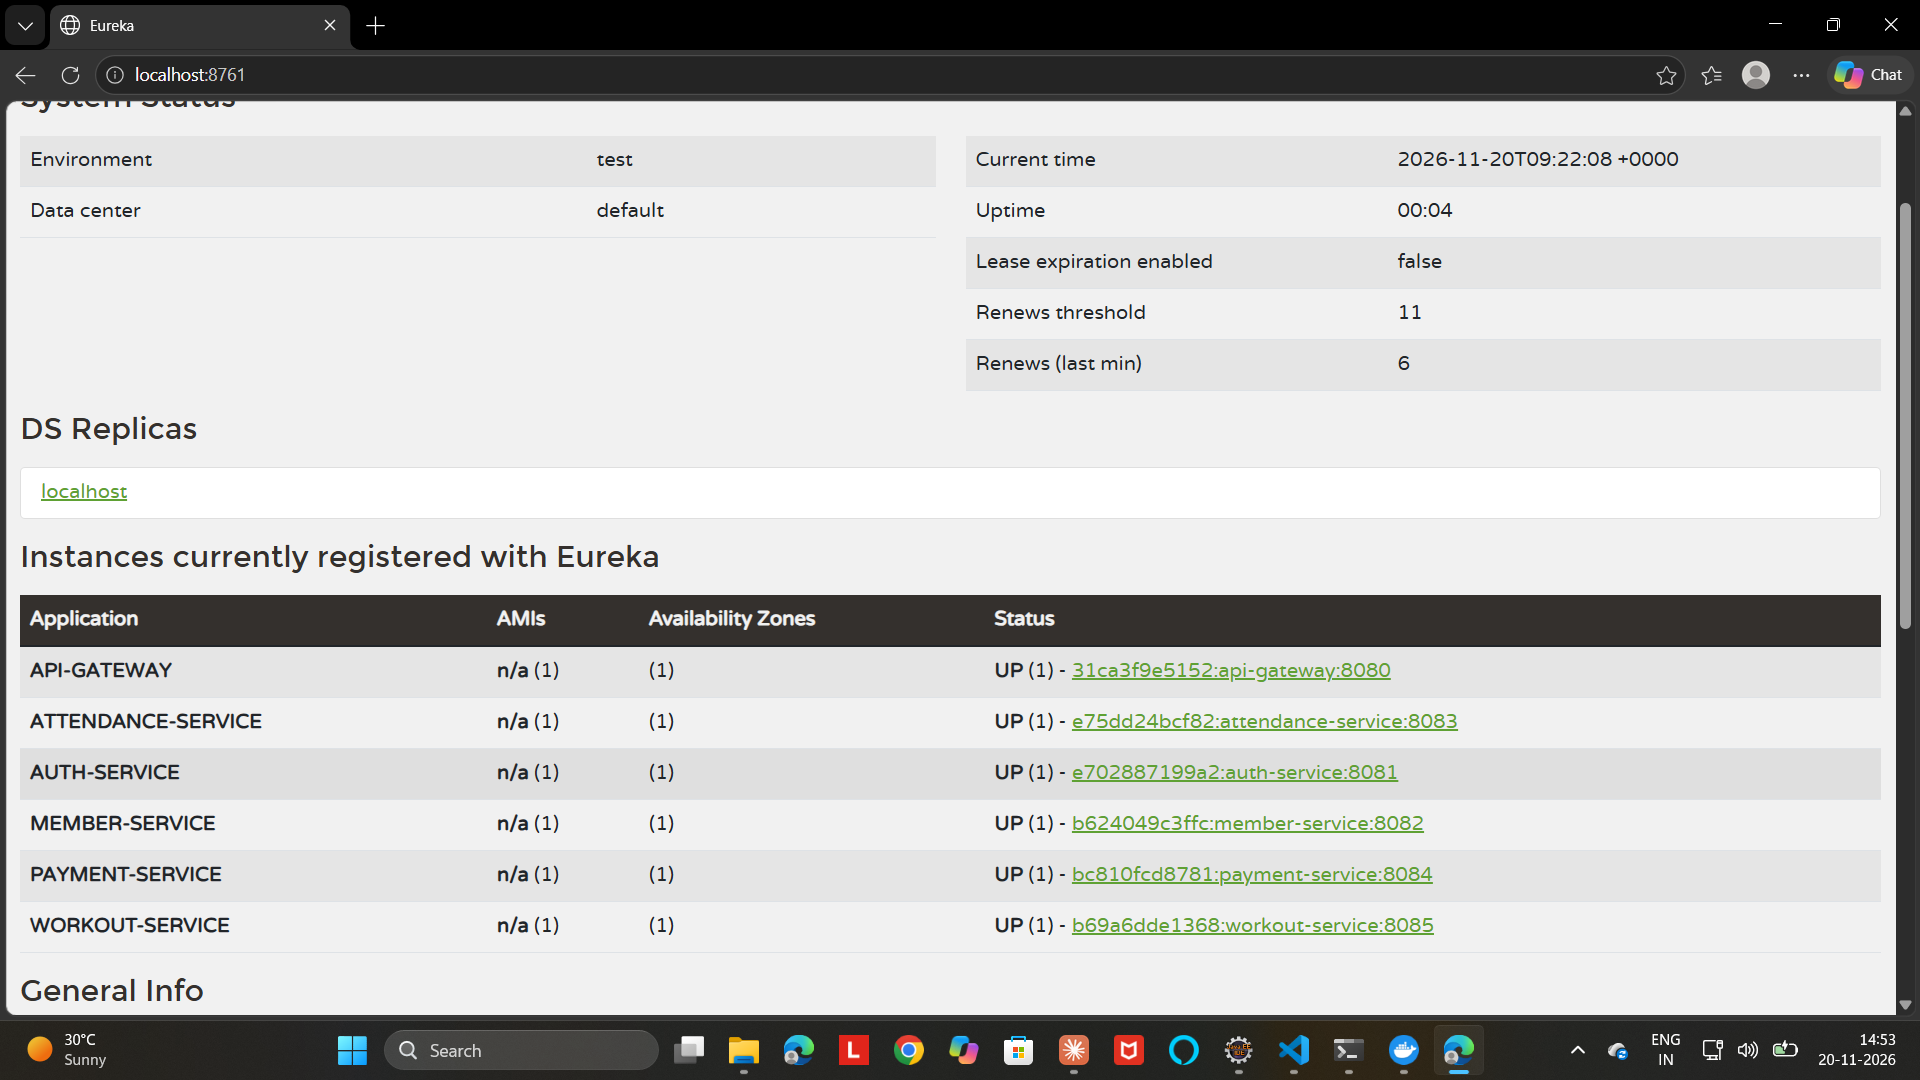 Eureka
localhost:8761
Chat
System Status
Environment test
Data center default
Current time 2026-11-20T09:22:08 +0000
Uptime 00:04
Lease expiration enabled false
Renews threshold 11
Renews (last min) 6
DS Replicas
localhost
Instances currently registered with Eureka
Application AMIs Availability Zones Status
API-GATEWAY n/a (1) (1) UP (1) - 31ca3f9e5152:api-gateway:8080
ATTENDANCE-SERVICE n/a (1) (1) UP (1) - e75dd24bcf82:attendance-service:8083
AUTH-SERVICE n/a (1) (1) UP (1) - e702887199a2:auth-service:8081
MEMBER-SERVICE n/a (1) (1) UP (1) - b624049c3ffc:member-service:8082
PAYMENT-SERVICE n/a (1) (1) UP (1) - bc810fcd8781:payment-service:8084
WORKOUT-SERVICE n/a (1) (1) UP (1) - b69a6dde1368:workout-service:8085
General Info
30°C
Sunny
Search
L
ENG
IN
14:53
20-11-2026